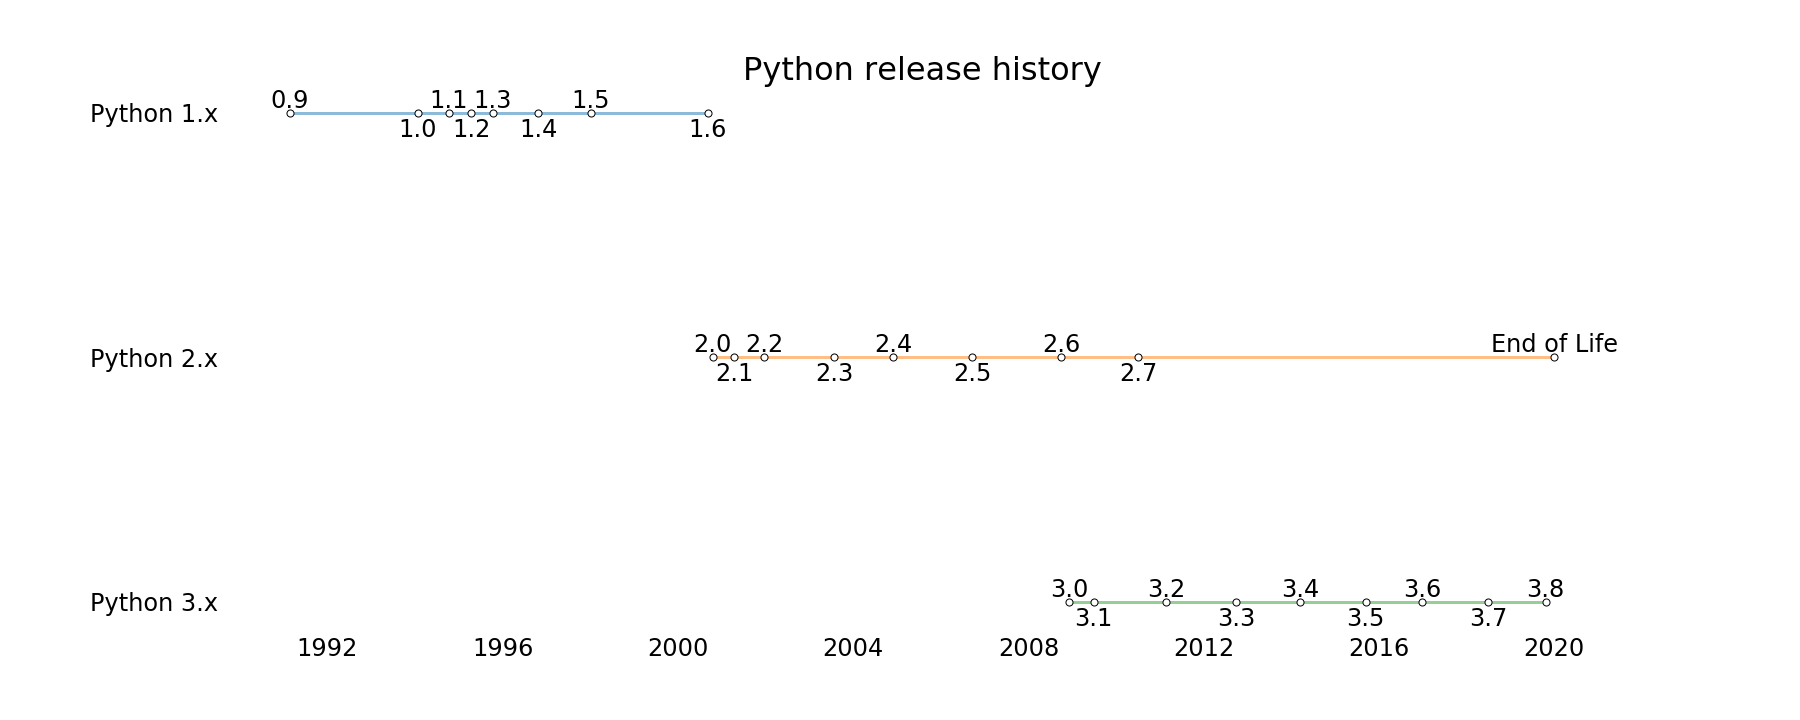 Python release history
Python 1.x
0.9 1.1 1.3 1.5
1.0 1.2 1.4 1.6
Python 2.x
2.0 2.2 2.4 2.6 End of Life
2.1 2.3 2.5 2.7
Python 3.x
3.0 3.2 3.4 3.6 3.8
3.1 3.3 3.5 3.7
1992 1996 2000 2004 2008 2012 2016 2020